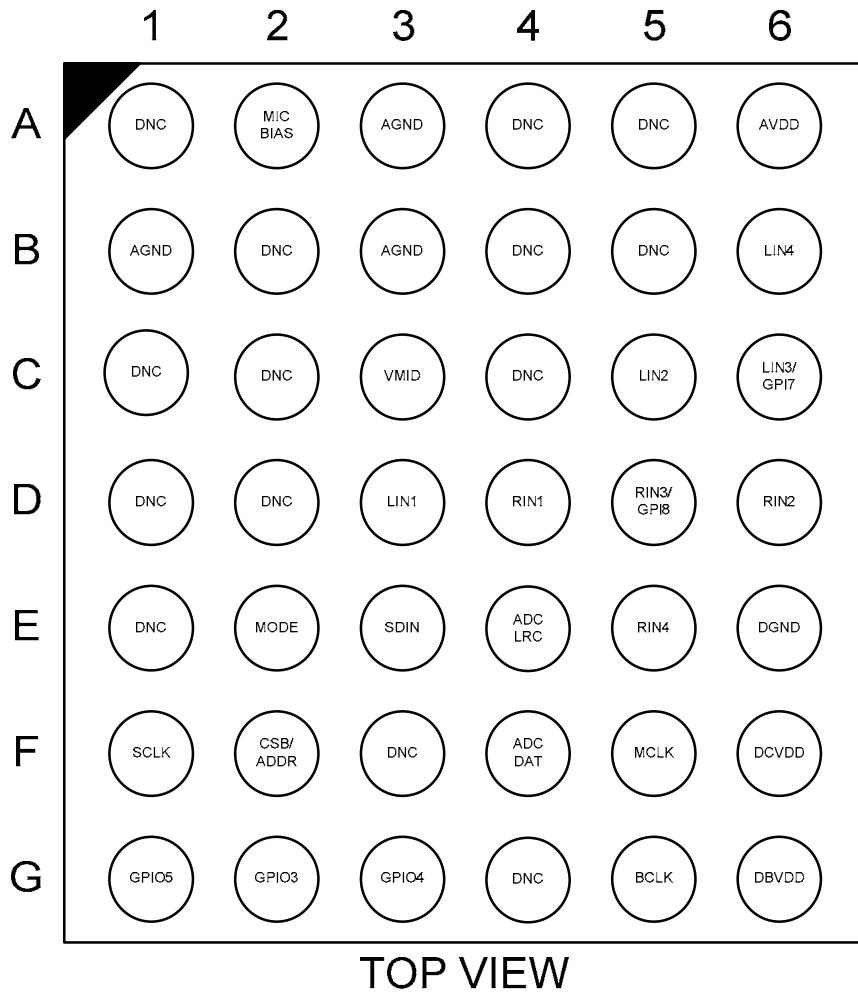 1 2 3 4 5 6
A DNC MIC BIAS AGND DNC DNC AVDD
B AGND DNC AGND DNC DNC LIN4
C DNC DNC VMID DNC LIN2 LIN3/ GPI7
D DNC DNC LIN1 RIN1 RIN3/ GPI8 RIN2
E DNC MODE SDIN ADC LRC RIN4 DGND
F SCLK CSB/ ADDR DNC ADC DAT MCLK DCVDD
G GPIO5 GPIO3 GPIO4 DNC BCLK DBVDD
TOP VIEW